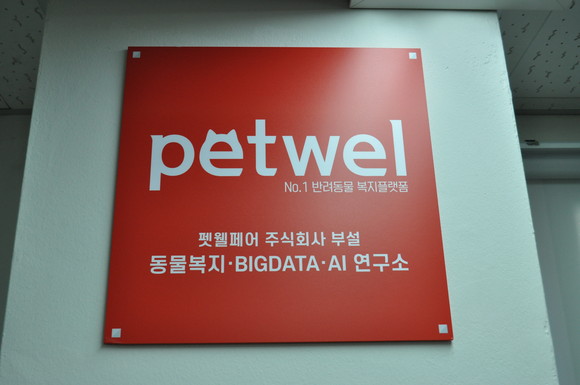 petwel
No.1 반려동물 복지플랫폼
펫웰페어 주식회사 부설
동물복지·BIGDATA·AI 연구소